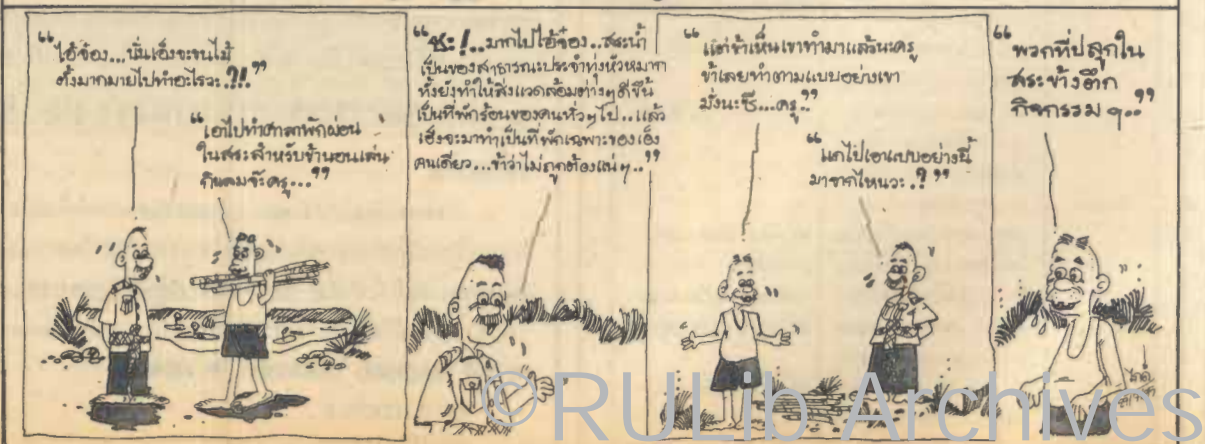 “ไอ้จ้อง...นั่นเอ็งจะขนไม้
ตั้งมากมายไปทำอะไรวะ..?!.”
“เอาไปทำศาลาพักผ่อน
ในสระสำหรับข้านอนเล่น
กินลมจ้ะครู...”
“ชะ!..มากไปไอ้จ้อง..สระน้ำ
เป็นของสาธารณะประจำทุ่งหัวหมาก
ทั้งยังทำให้สิ่งแวดล้อมต่างๆ ดีขึ้น
เป็นที่พักร้อนของคนทั่วๆ ไป..แล้ว
เอ็งจะมาทำเป็นที่พักเฉพาะของเอ็ง
คนเดียว...ข้าว่าไม่ถูกต้องแน่ๆ..”
“แต่ข้าเห็นเขาทำมาแล้วนะครู
ข้าเลยทำตามแบบอย่างเขา
มั่งนะซี...ครู..”
“แกไปเอาแบบอย่างนี้
มาจากไหนวะ.?”
“พวกที่ปลูกใน
สระข้างตึก
กิจกรรม ๆ..”
©RULib Archives